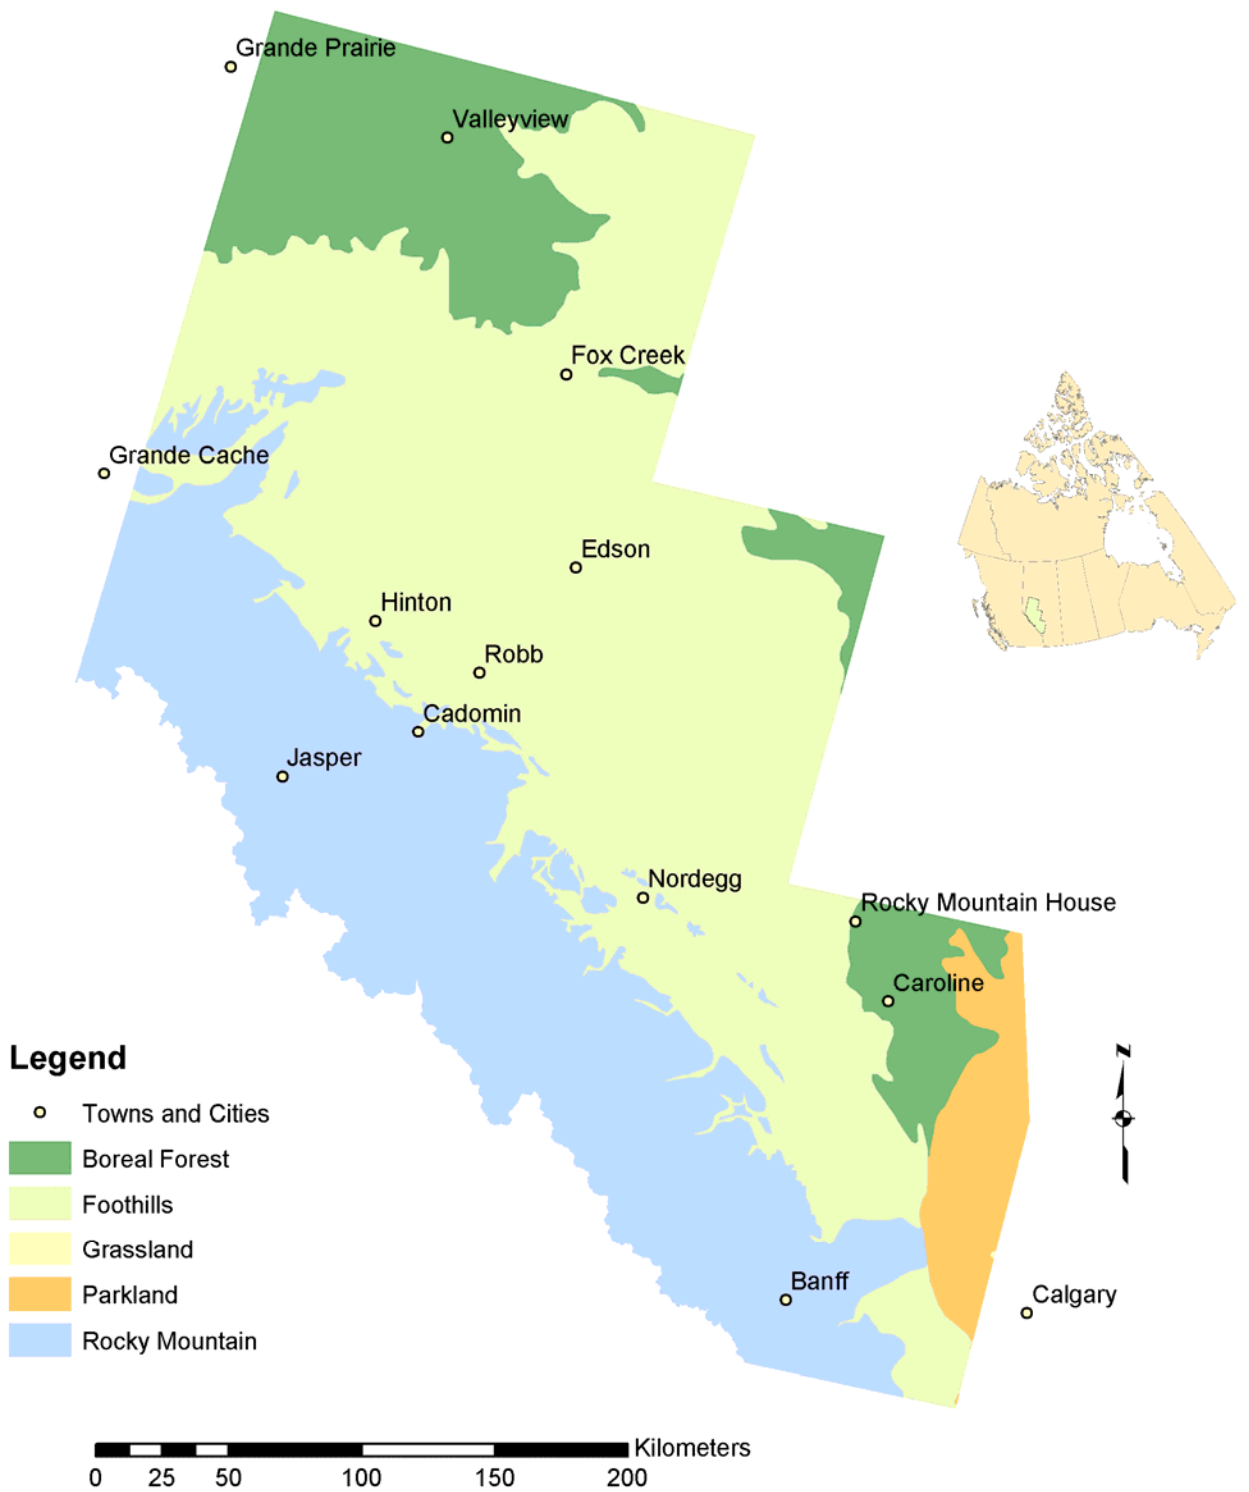 Grande Prairie
Valleyview
Fox Creek
Grande Cache
Edson
Hinton
Robb
Cadomin
Jasper
Nordegg
Rocky Mountain House
Caroline
Banff
Calgary
N
Legend
Towns and Cities
Boreal Forest
Foothills
Grassland
Parkland
Rocky Mountain
Kilometers
0 25 50 100 150 200